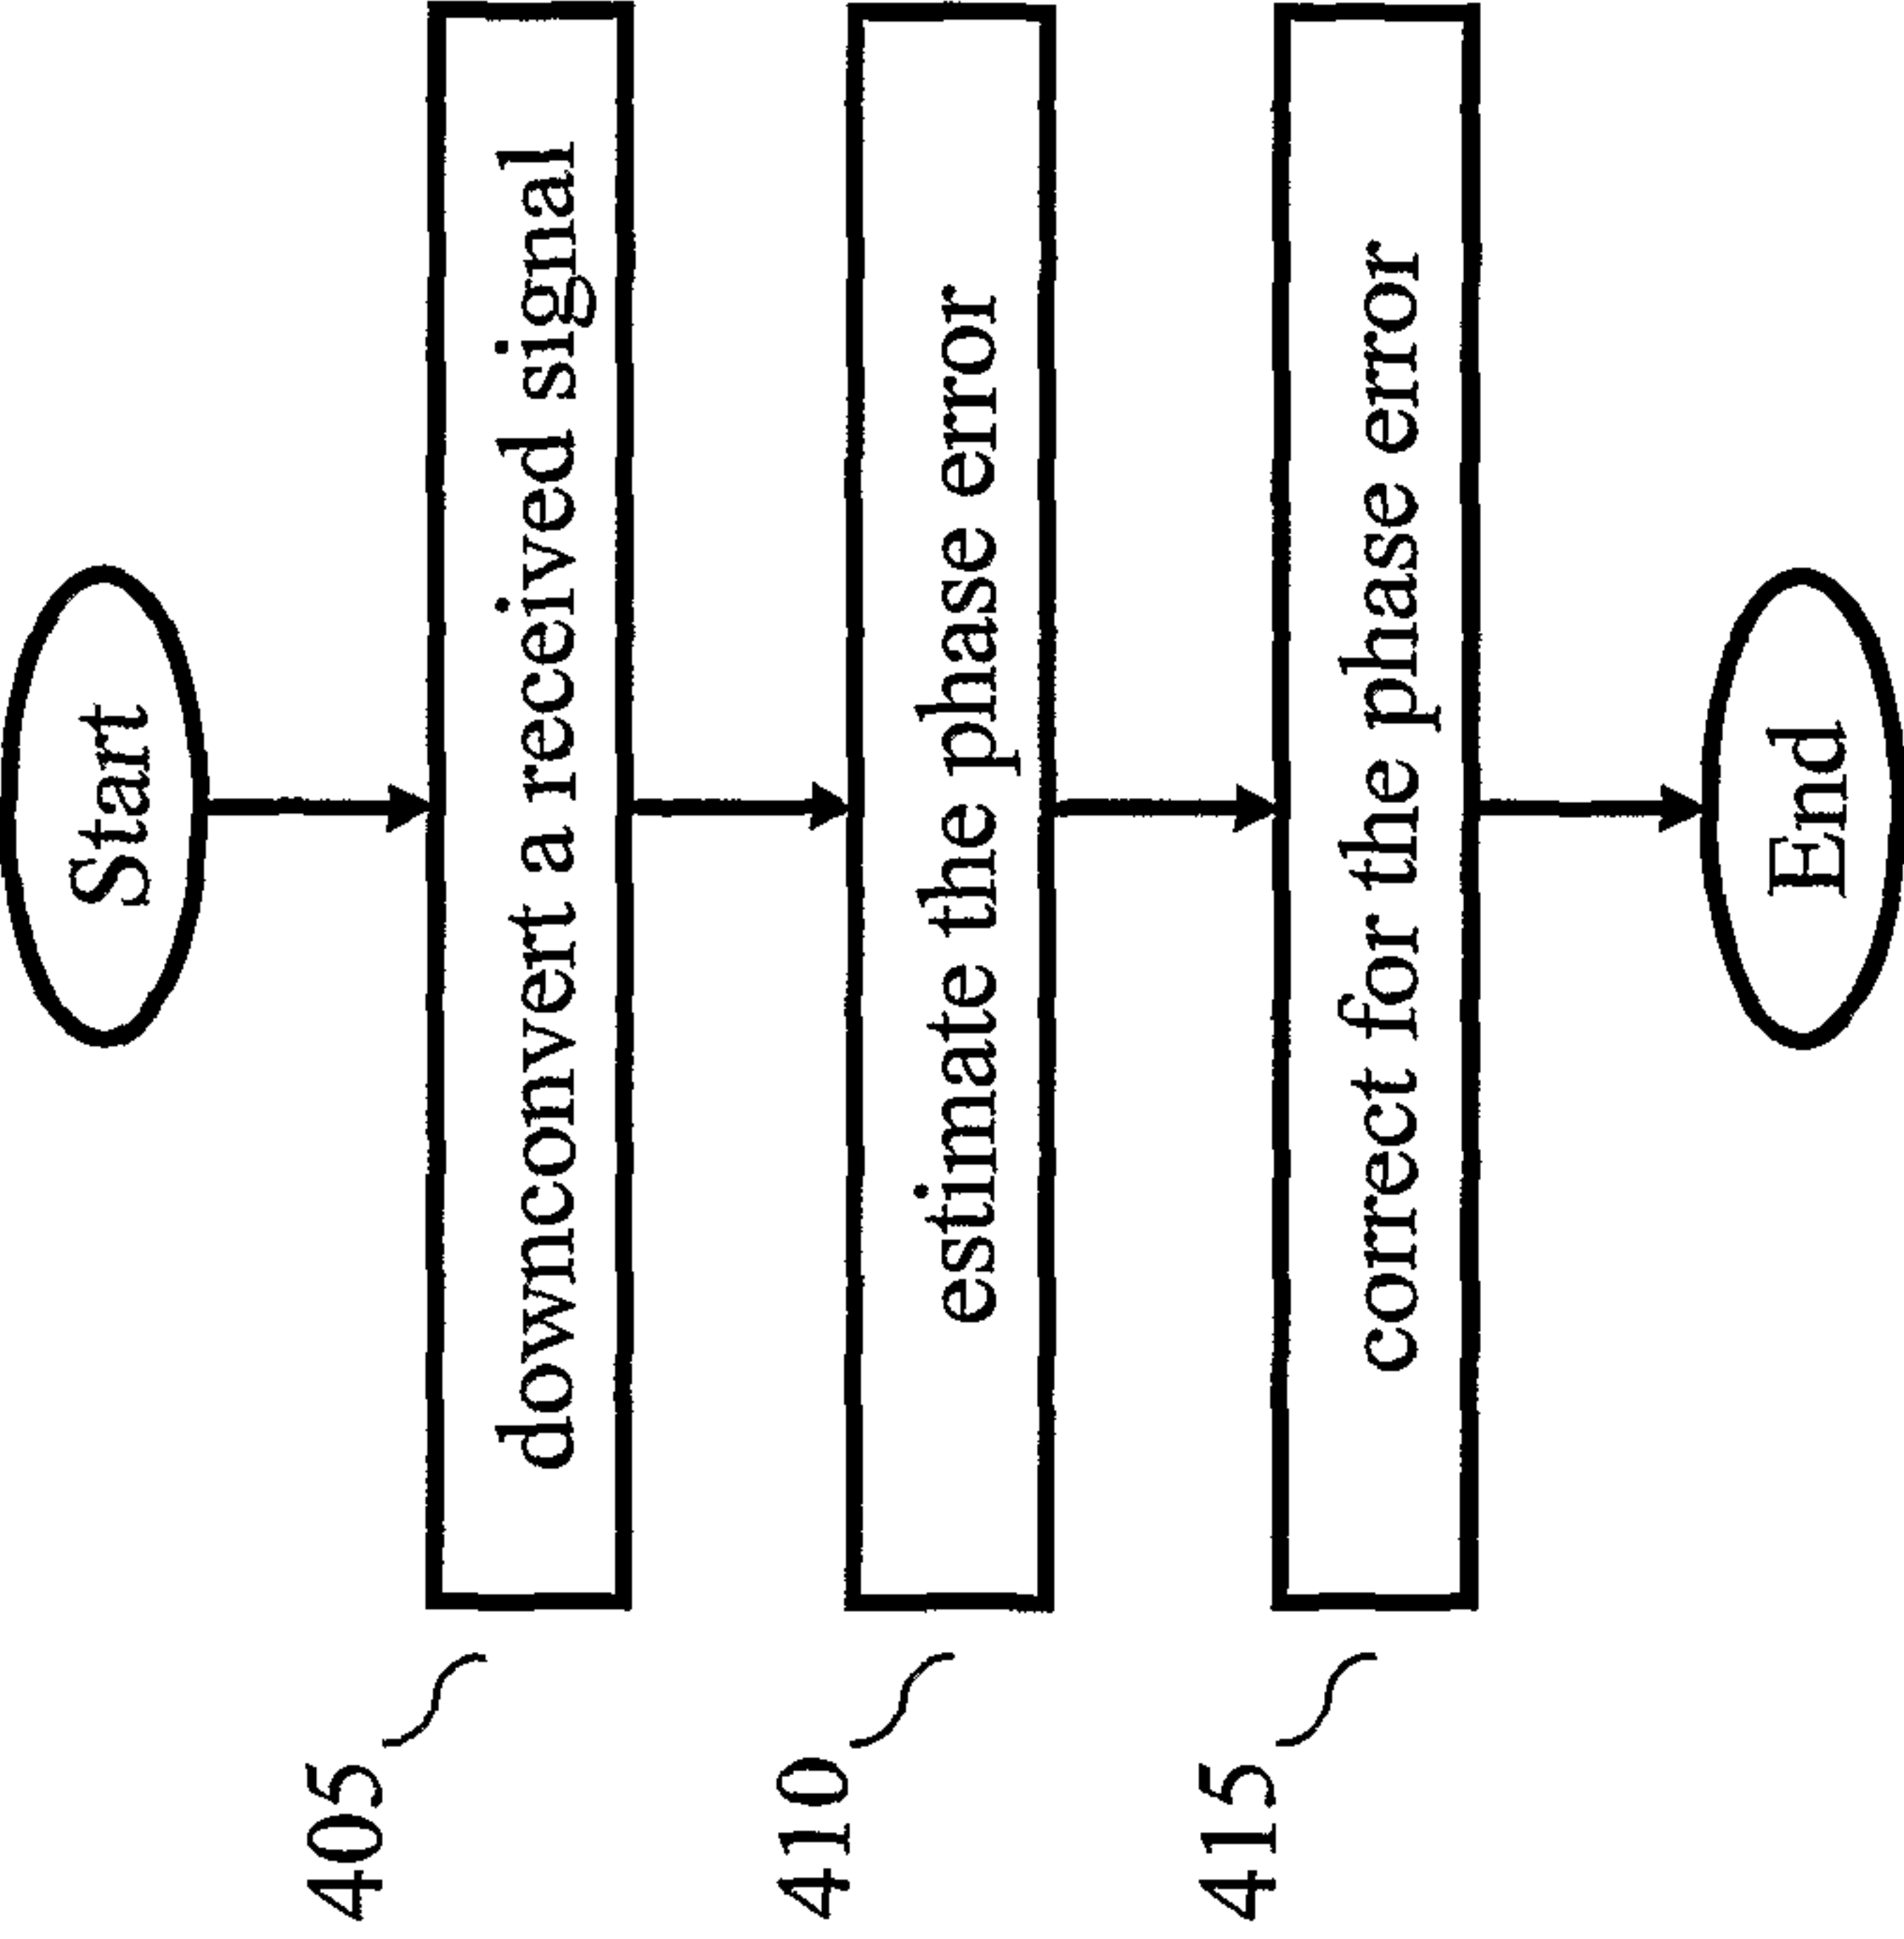 Start
405
downconvert a received signal
410
estimate the phase error
415
correct for the phase error
End